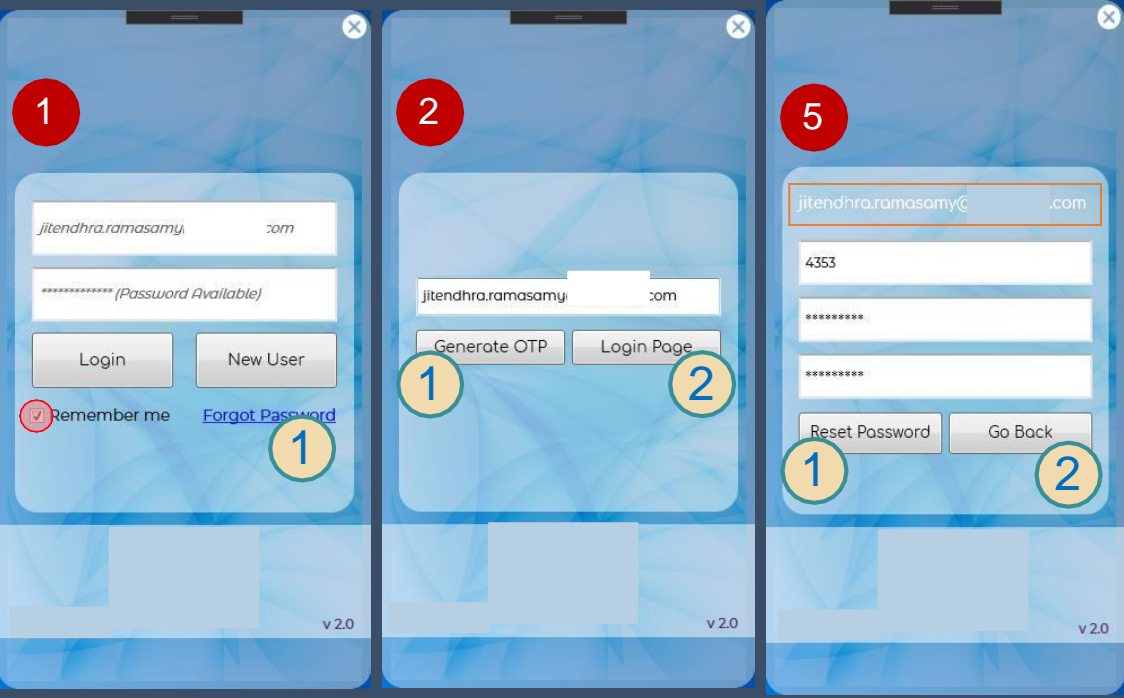 1
jitendhra.ramasamy com
************* (Password Available)
Login New User
Remember me Forgot Password
1
v 2.0
2
jitendhra.ramasamy com
Generate OTP Login Page
1 2
v 2.0
5
jitendhra.ramasamy@ .com
4353
*********
*********
Reset Password Go Back
1 2
v 2.0